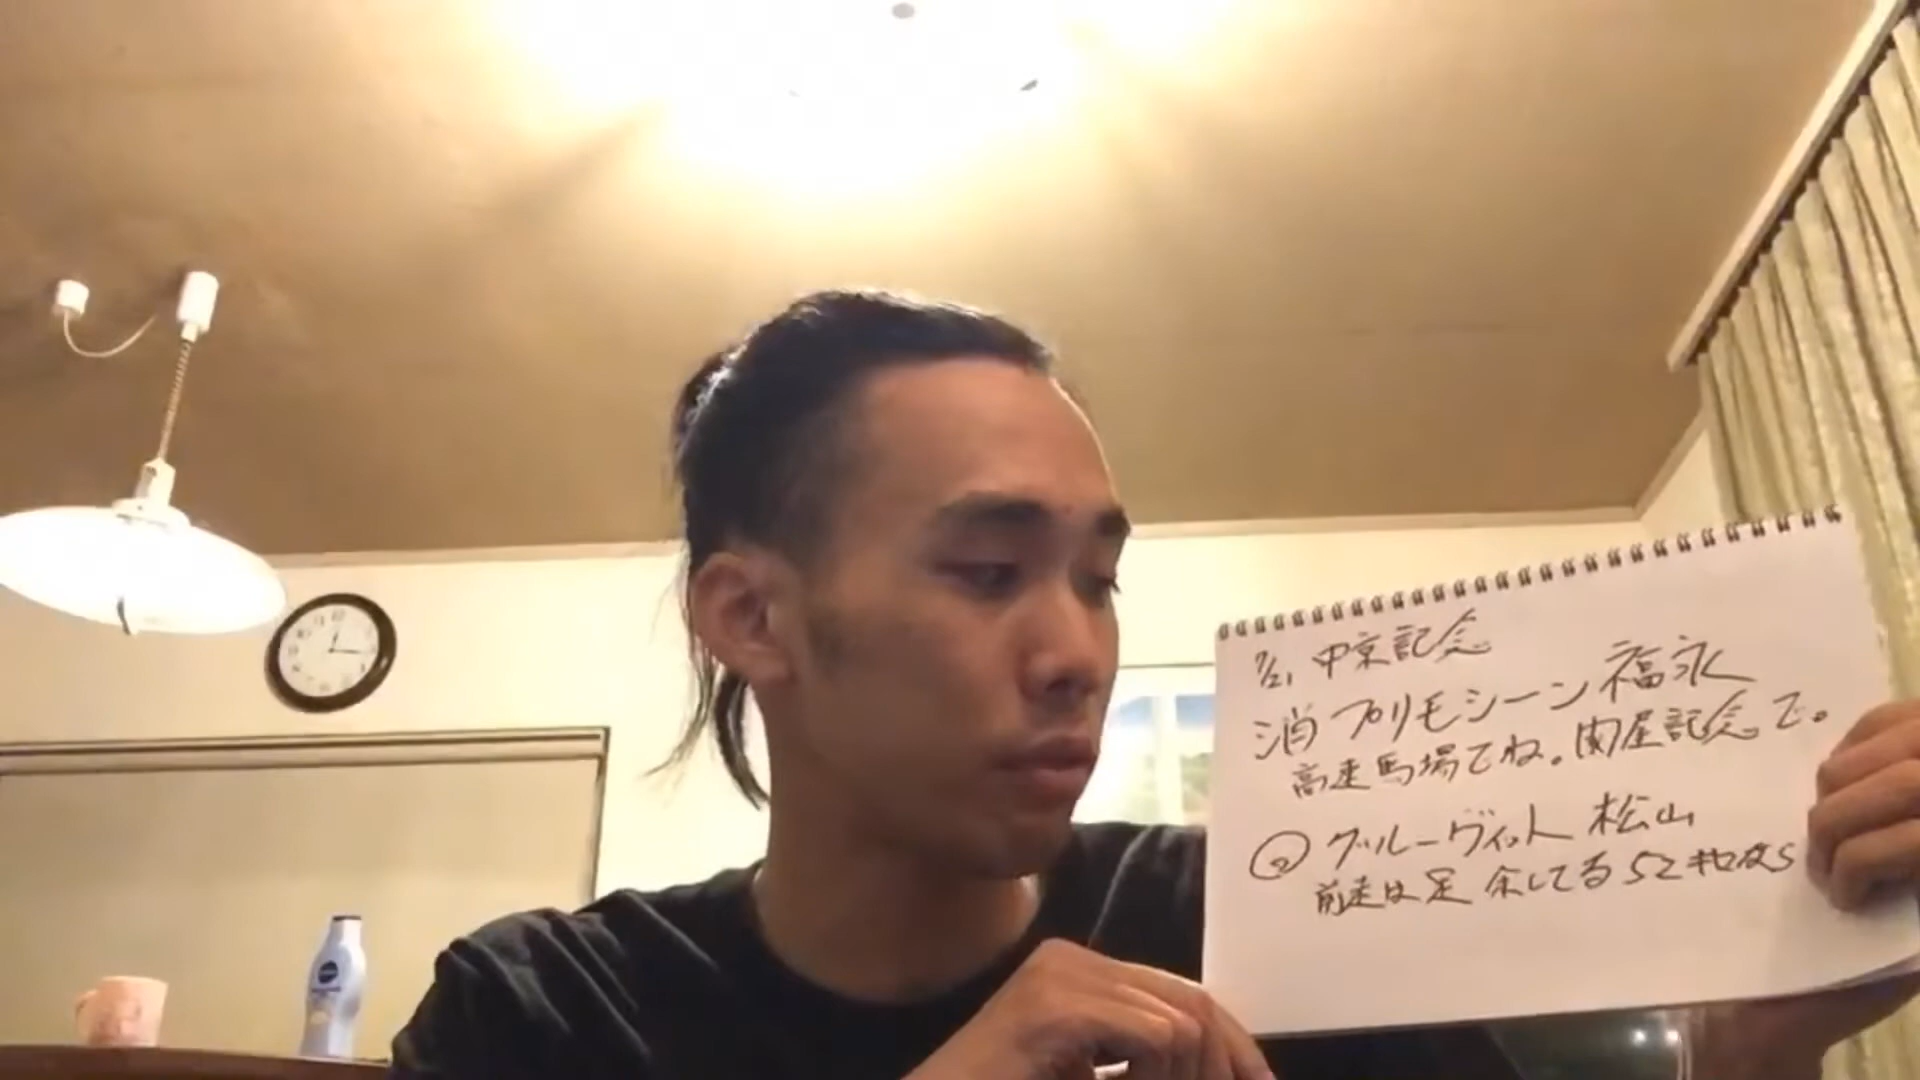 7/21 中京記念
消 プリモシーン 福永
高速馬場でね。関屋記念で。
② グルーヴィット 松山
前走は足 余してる 52キロなら
NIVEA